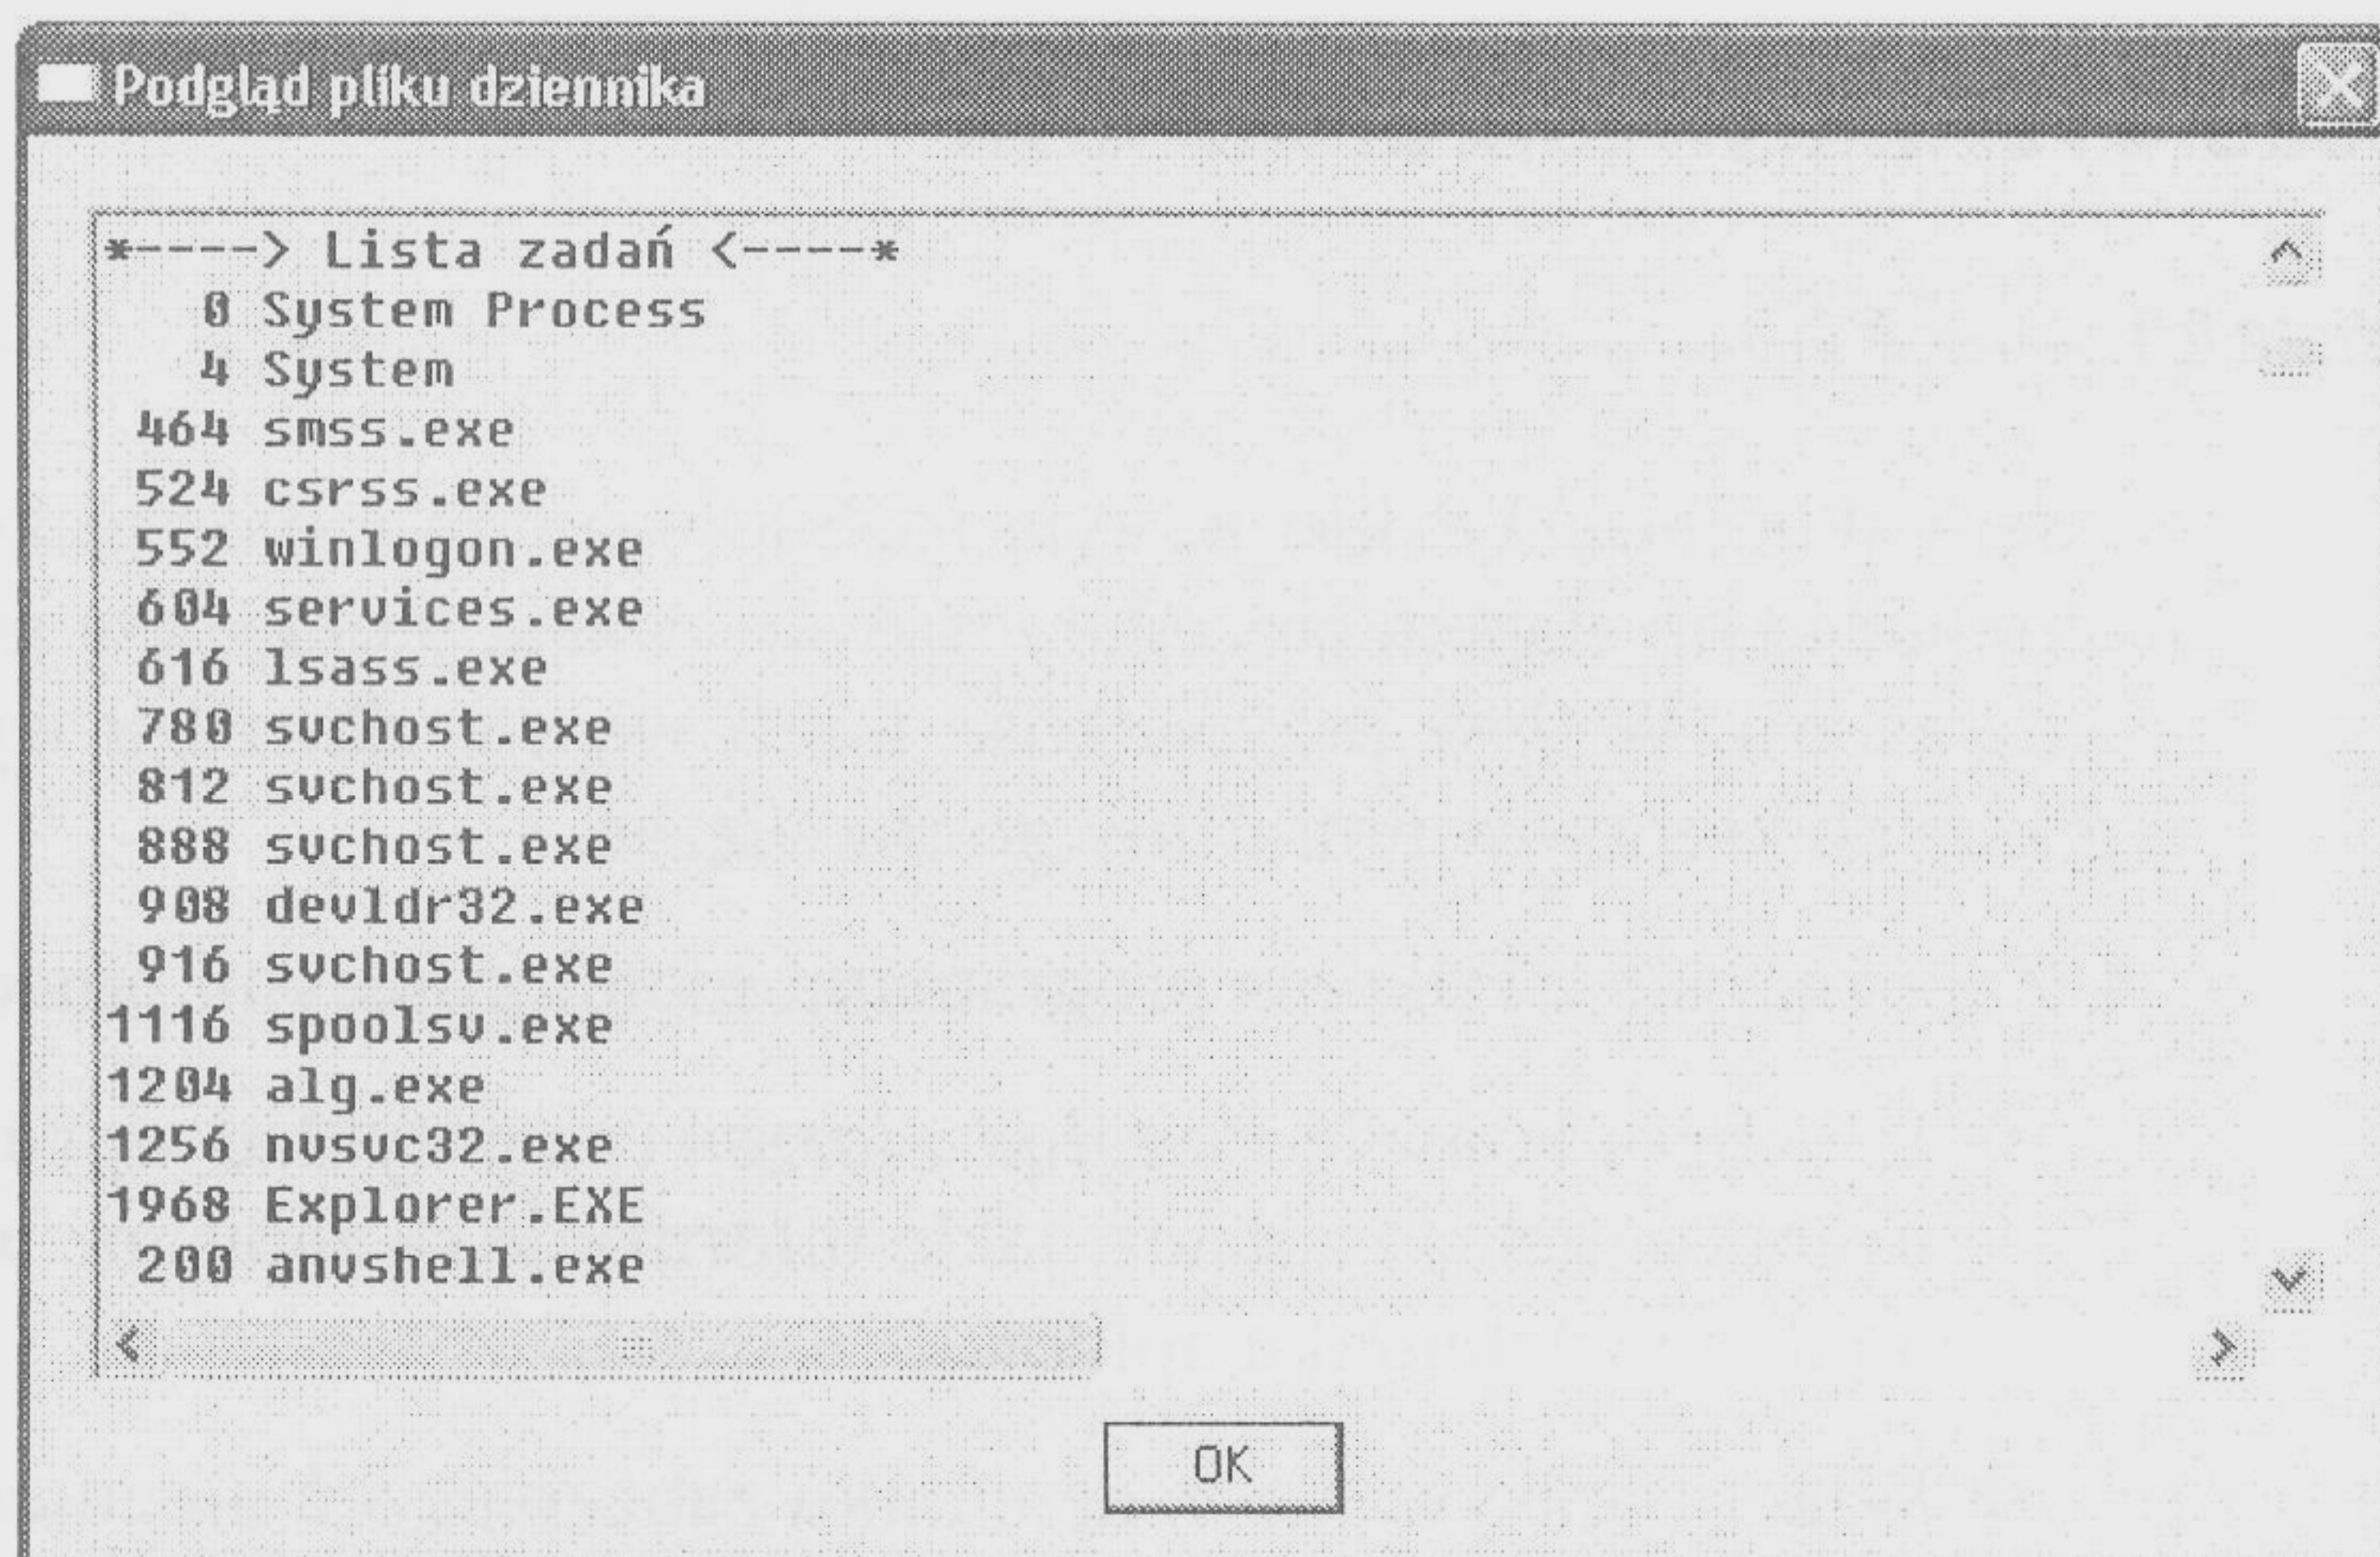 Podgląd pliku dziennika
*----> Lista zadań <----*
0 System Process
4 System
464 smss.exe
524 csrss.exe
552 winlogon.exe
604 services.exe
616 lsass.exe
780 svchost.exe
812 svchost.exe
888 svchost.exe
908 devldr32.exe
916 svchost.exe
1116 spoolsv.exe
1204 alg.exe
1256 nvsvc32.exe
1968 Explorer.EXE
200 anvshell.exe
OK